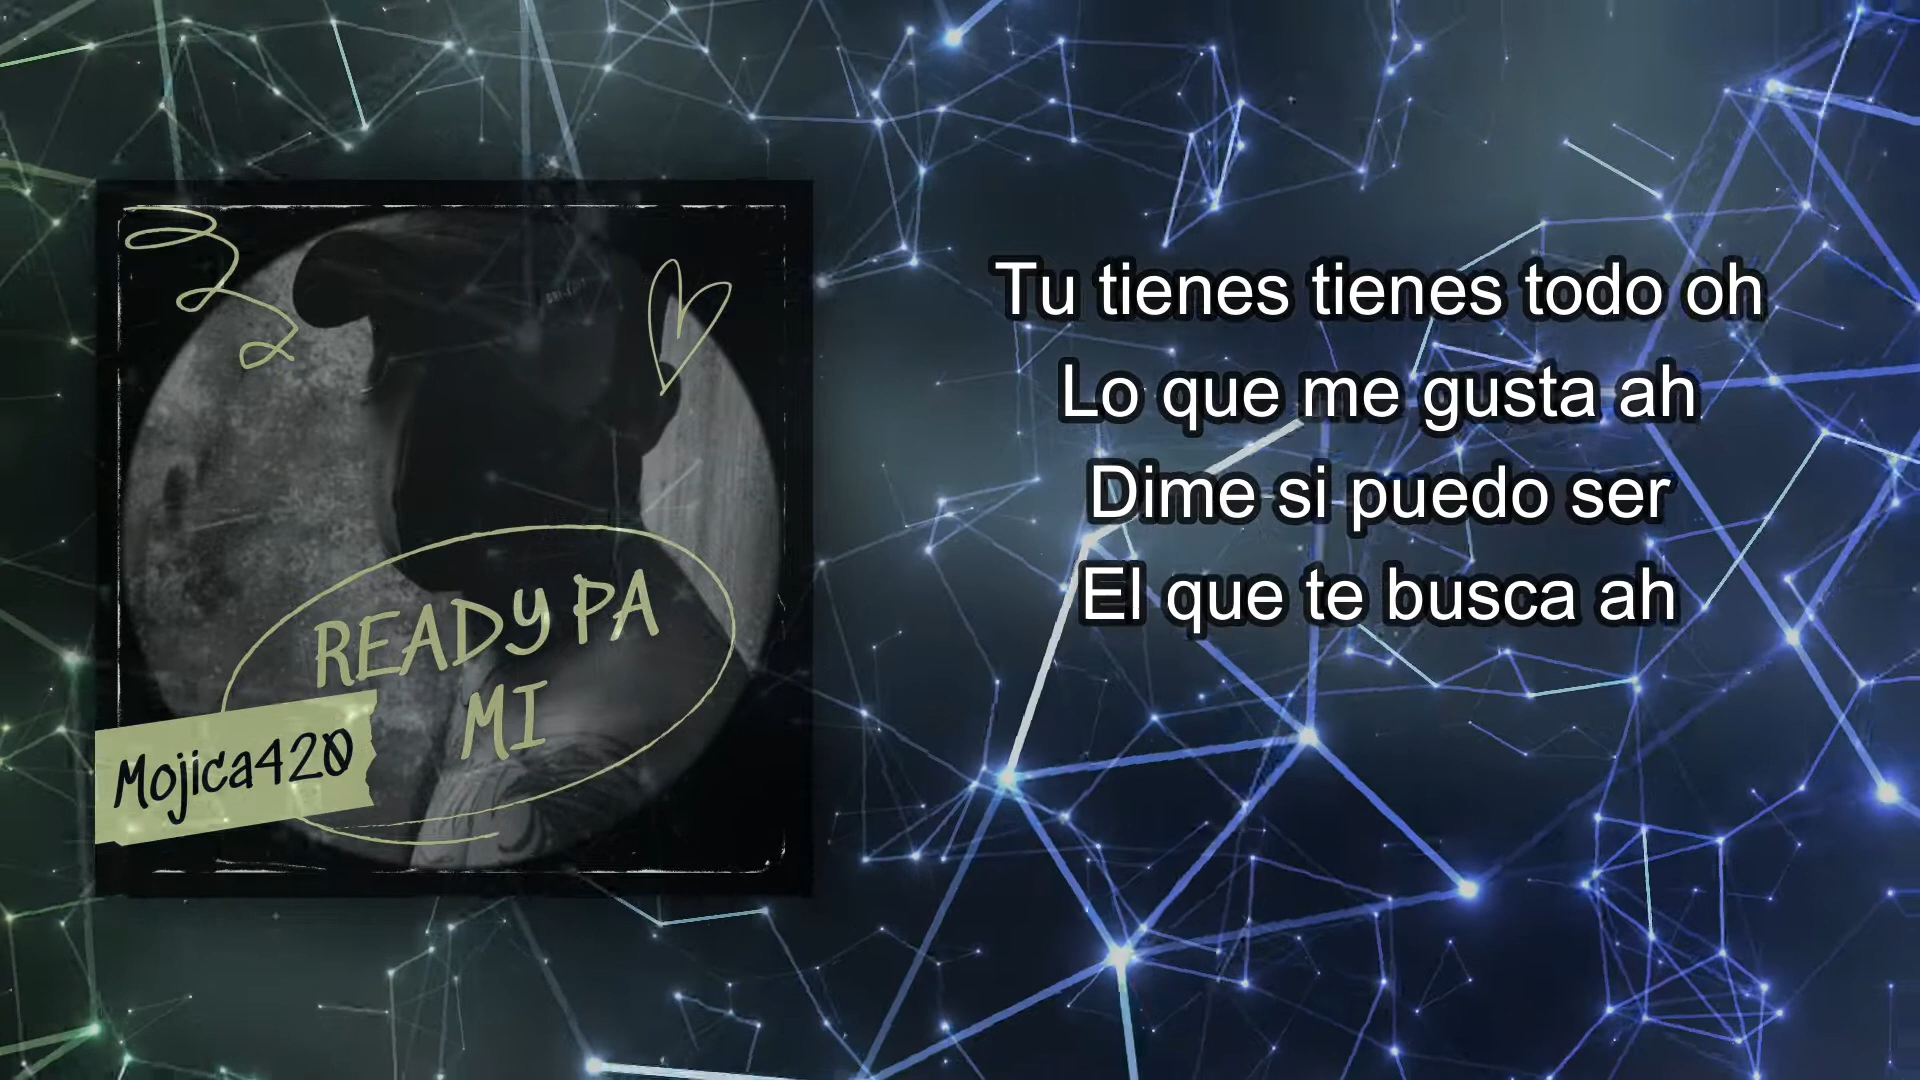 READY PA
MI
Mojica420
Tu tienes tienes todo oh
Lo que me gusta ah
Dime si puedo ser
El que te busca ah